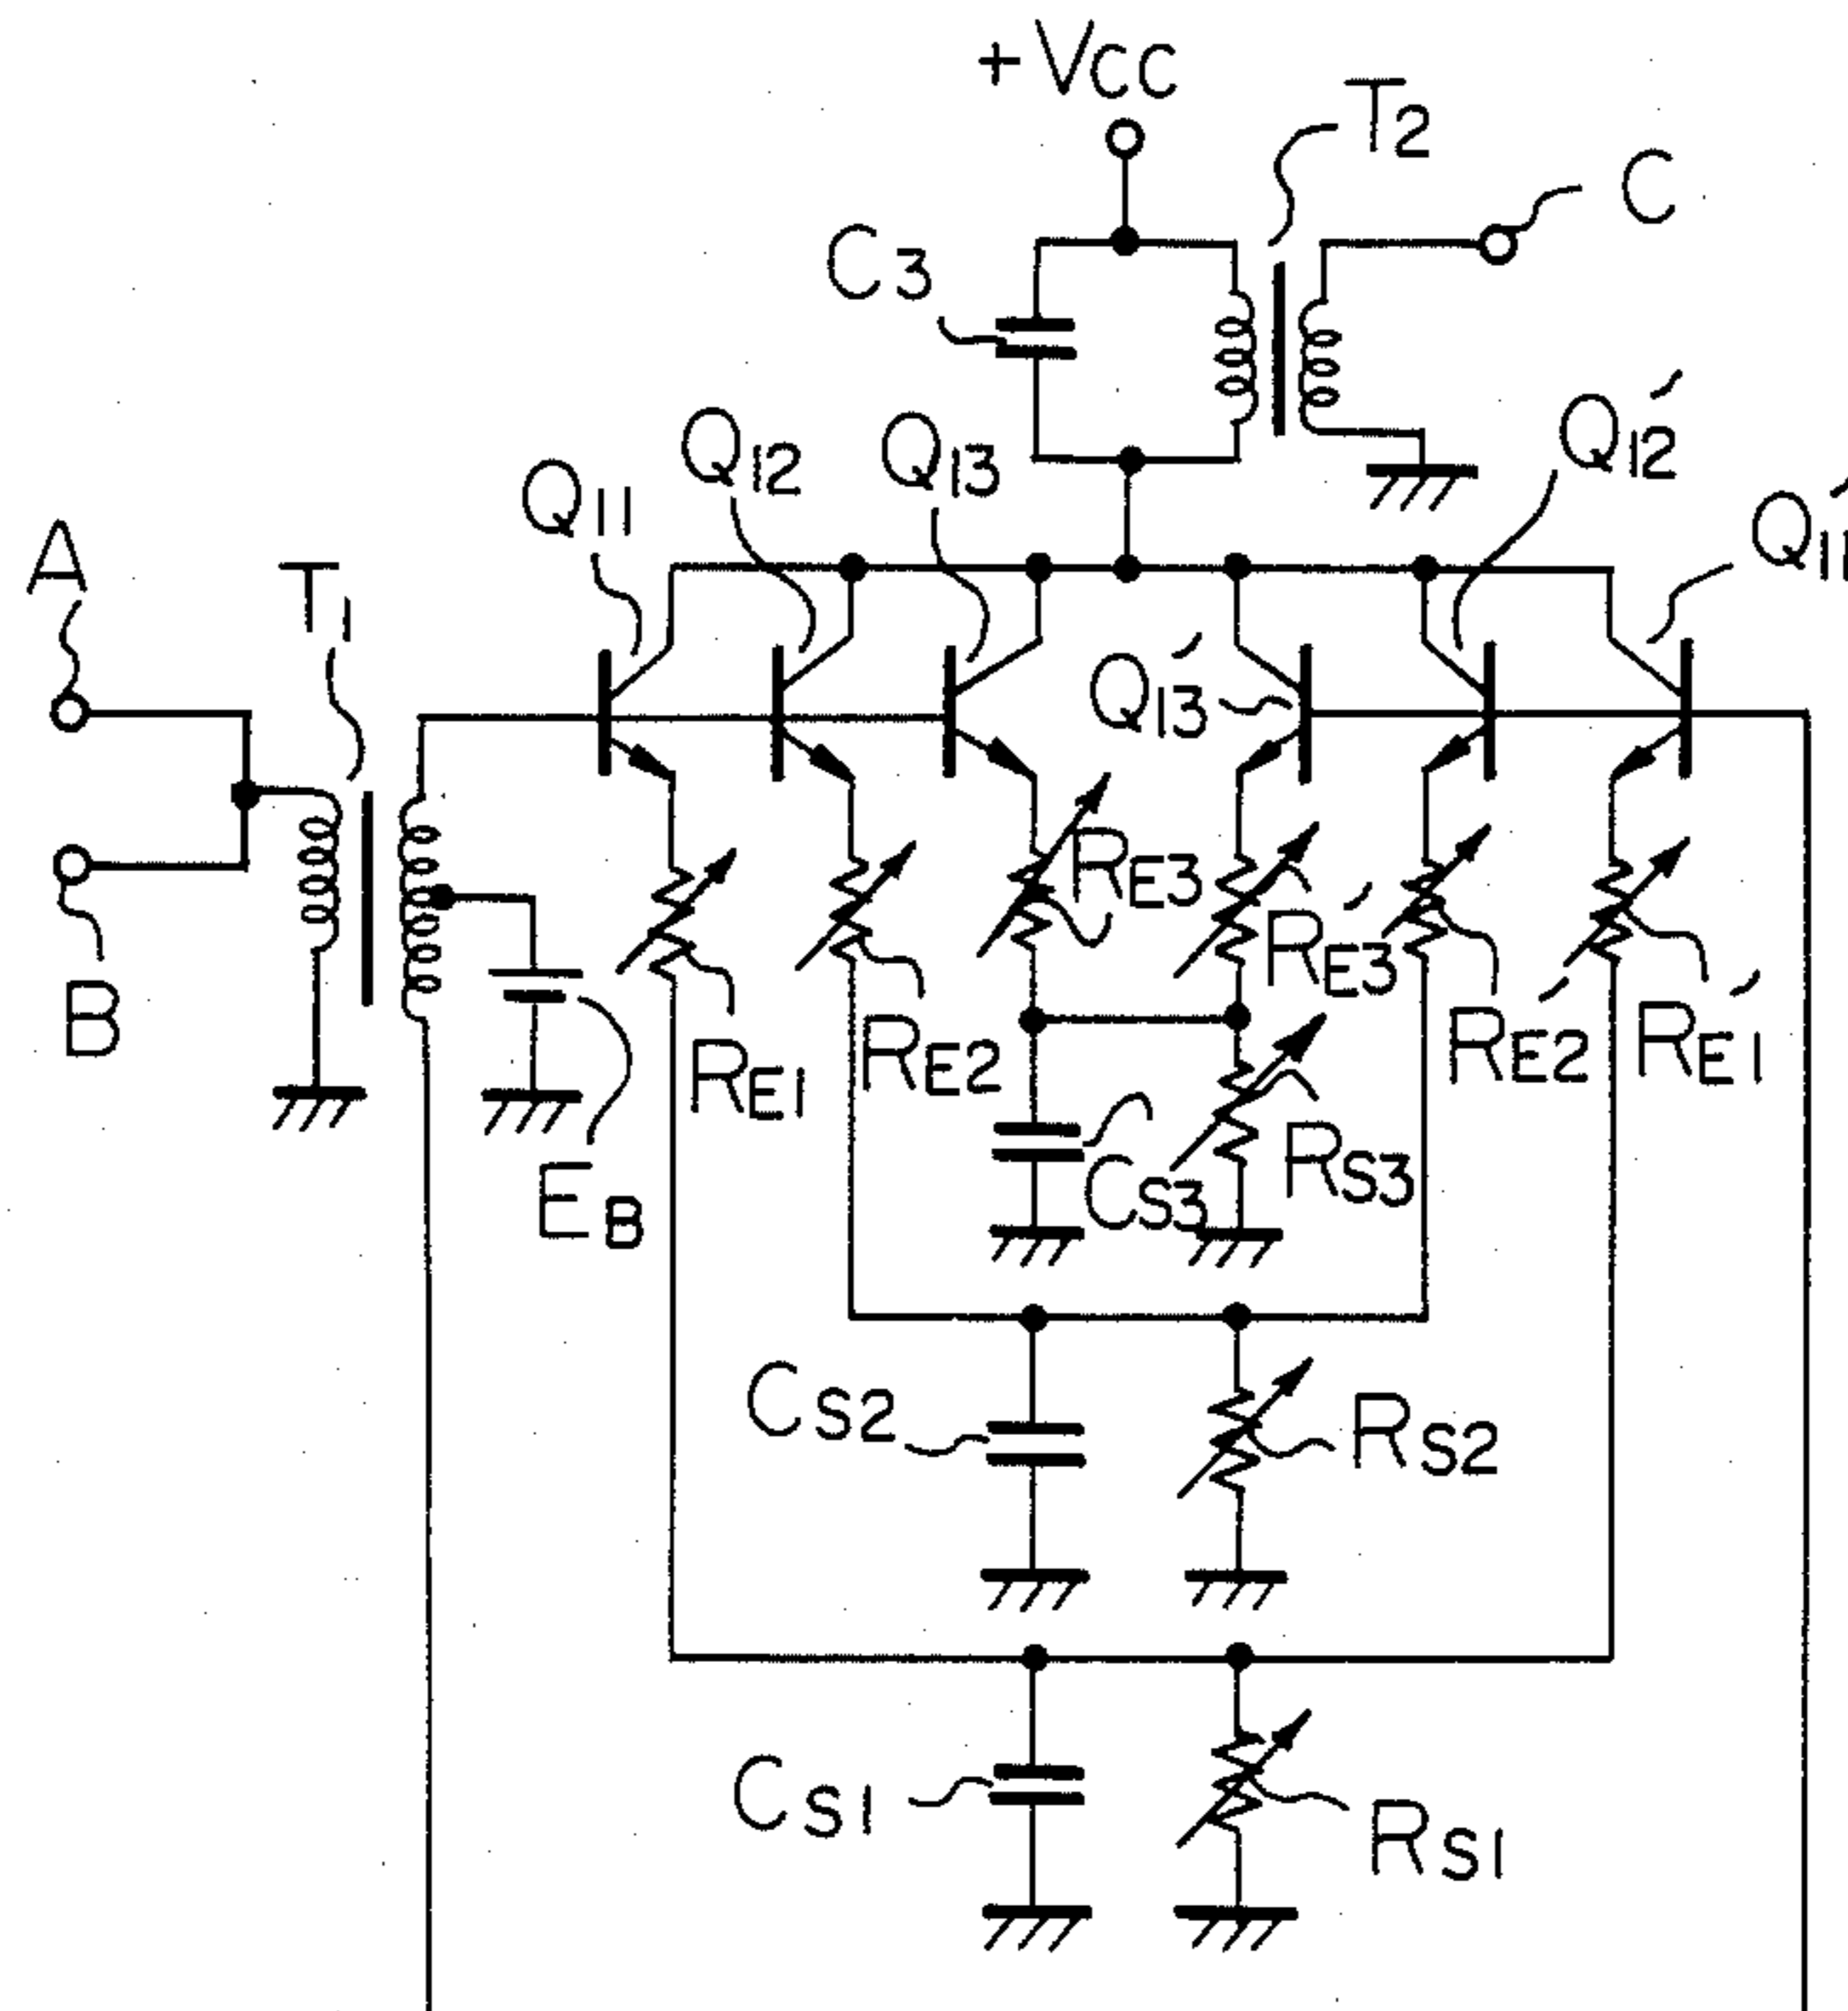 +VCC
T2
C
C3
Q12'
Q13
Q12
Q11
Q11'
A
T1
Q13'
RE3
RE3'
B
RE1
RE2
RE2'
RE1'
EB
CS3
RS3
CS2
RS2
CS1
RS1